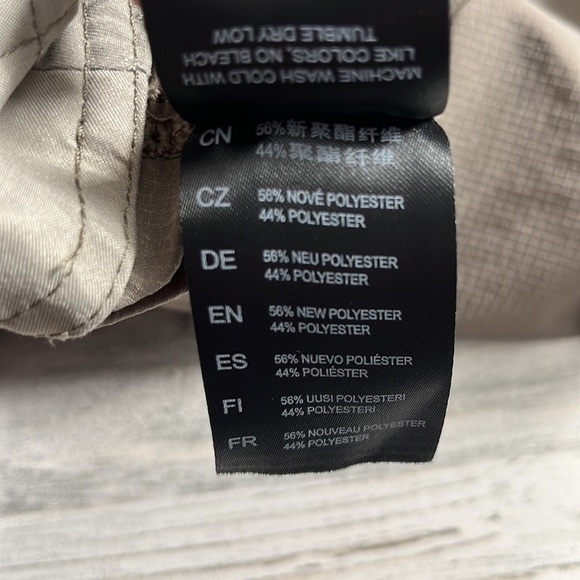 MACHINE WASH COLD WITH
LIKE COLORS, NO BLEACH
TUMBLE DRY LOW
CN 56%新聚酯纤维
44%聚酯纤维
CZ 56% NOVÉ POLYESTER
44% POLYESTER
DE 56% NEU POLYESTER
44% POLYESTER
EN 56% NEW POLYESTER
44% POLYESTER
ES 56% NUEVO POLIÉSTER
44% POLIÉSTER
FI 56% UUSI POLYESTERI
44% POLYESTERI
FR 56% NOUVEAU POLYESTER
44% POLYESTER